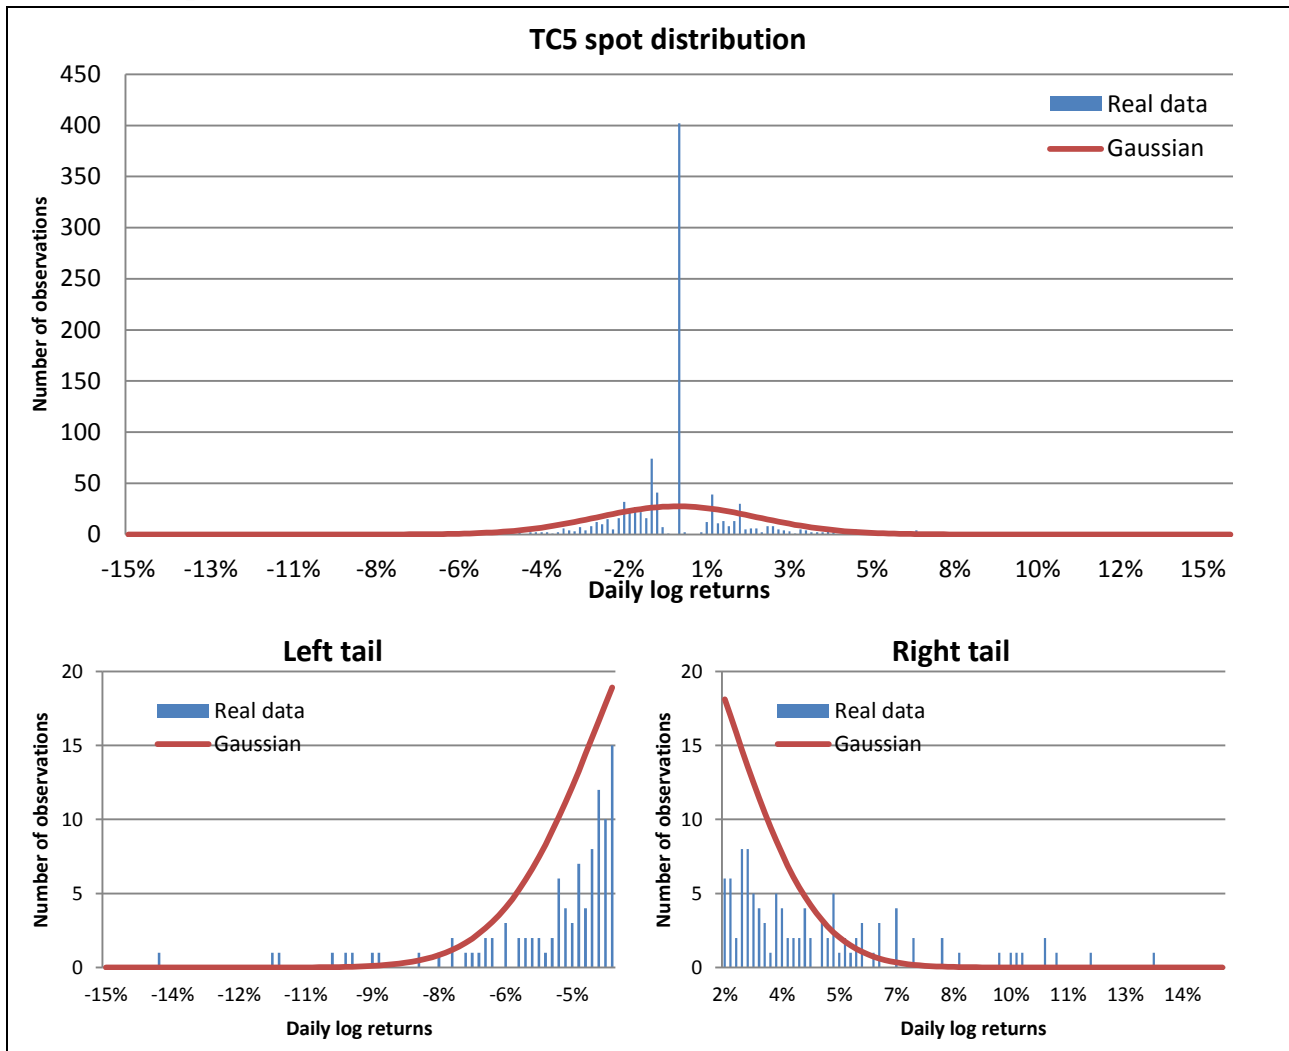 TC5 spot distribution
450
400
350
300
250
200
150
100
50
0
Number of observations
Real data
Gaussian
-15% -13% -11% -8% -6% -4% -2% 1% 3% 5% 8% 10% 12% 15%
Daily log returns
Left tail
20
15
10
5
0
Number of observations
Real data
Gaussian
-15% -14% -12% -11% -9% -8% -6% -5%
Daily log returns
Right tail
20
15
10
5
0
Number of observations
Real data
Gaussian
2% 4% 5% 7% 8% 10% 11% 13% 14%
Daily log returns